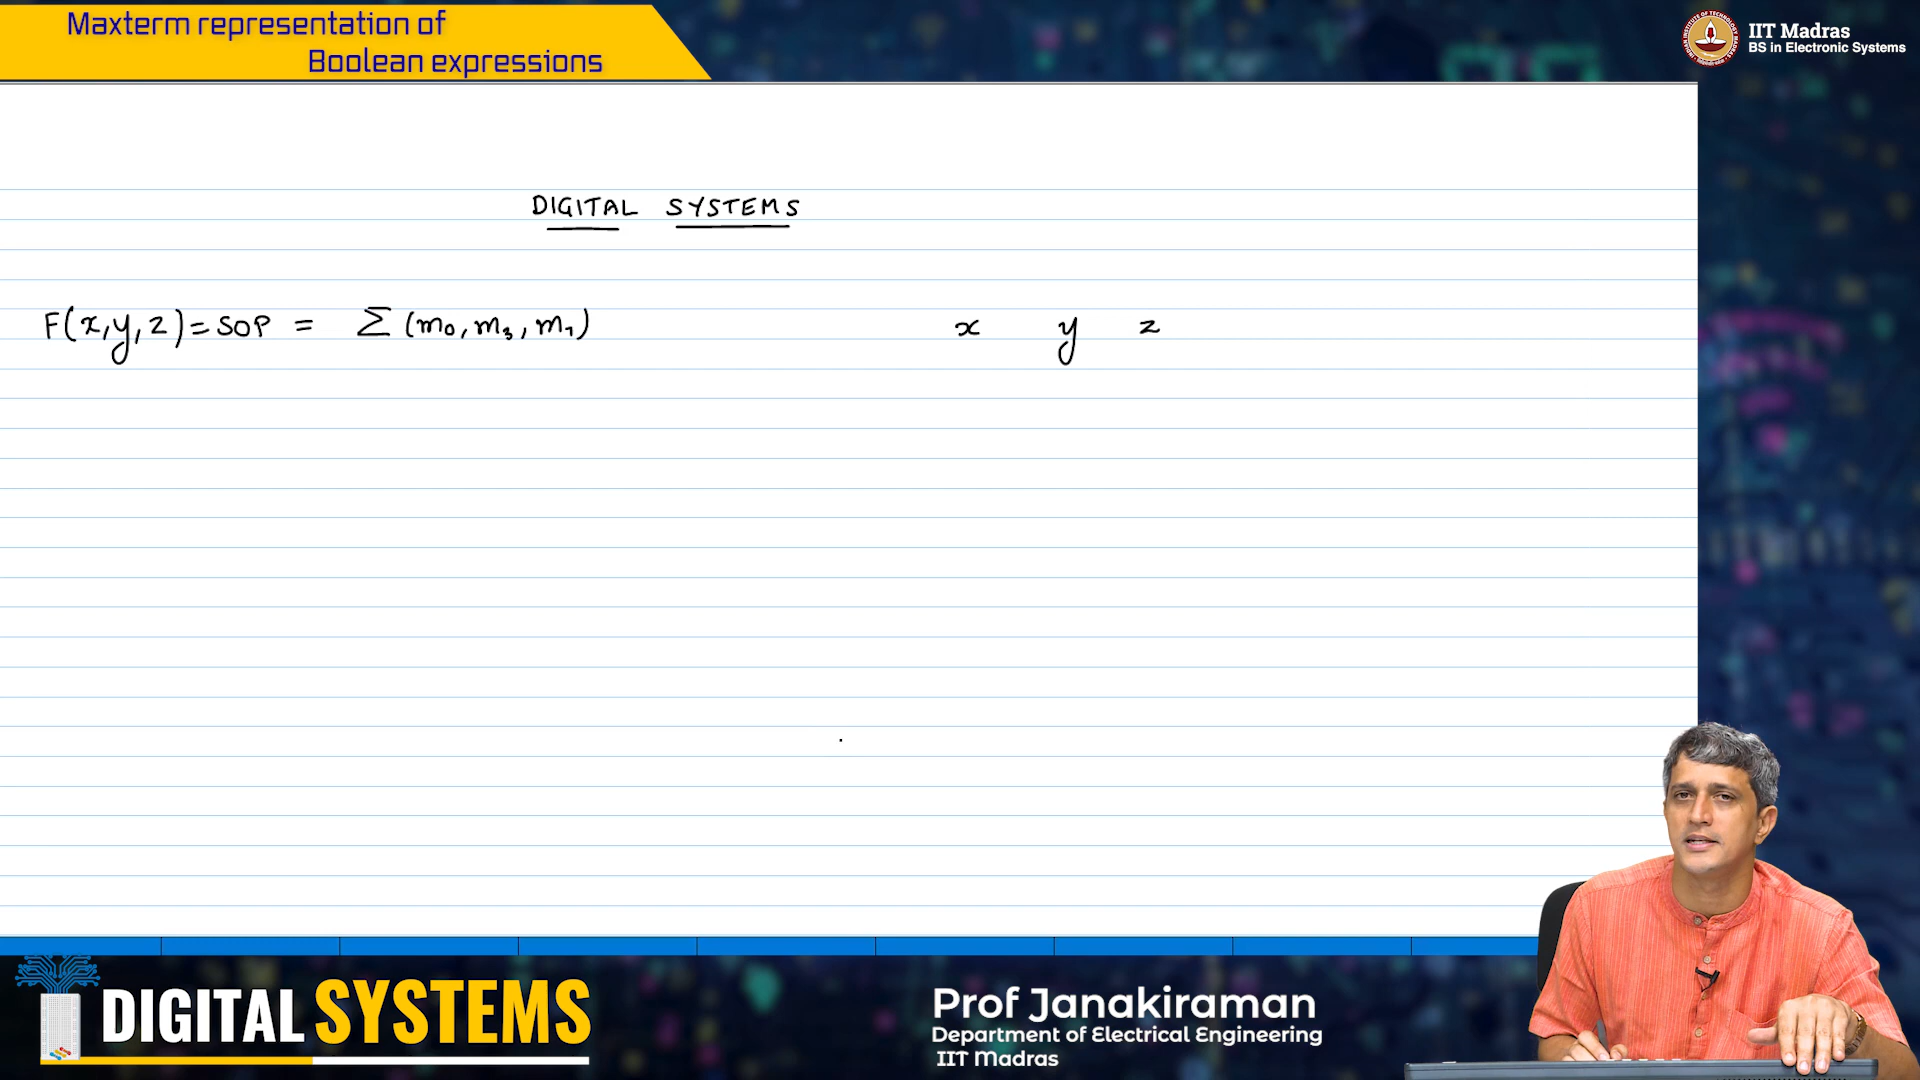 Maxterm representation of
Boolean expressions
IIT Madras
BS in Electronic Systems
DIGITAL SYSTEMS
F(x,y,z) = SOP = Σ (m₀, m₃, m₇)
x y z
DIGITAL SYSTEMS
Prof Janakiraman
Department of Electrical Engineering
IIT Madras